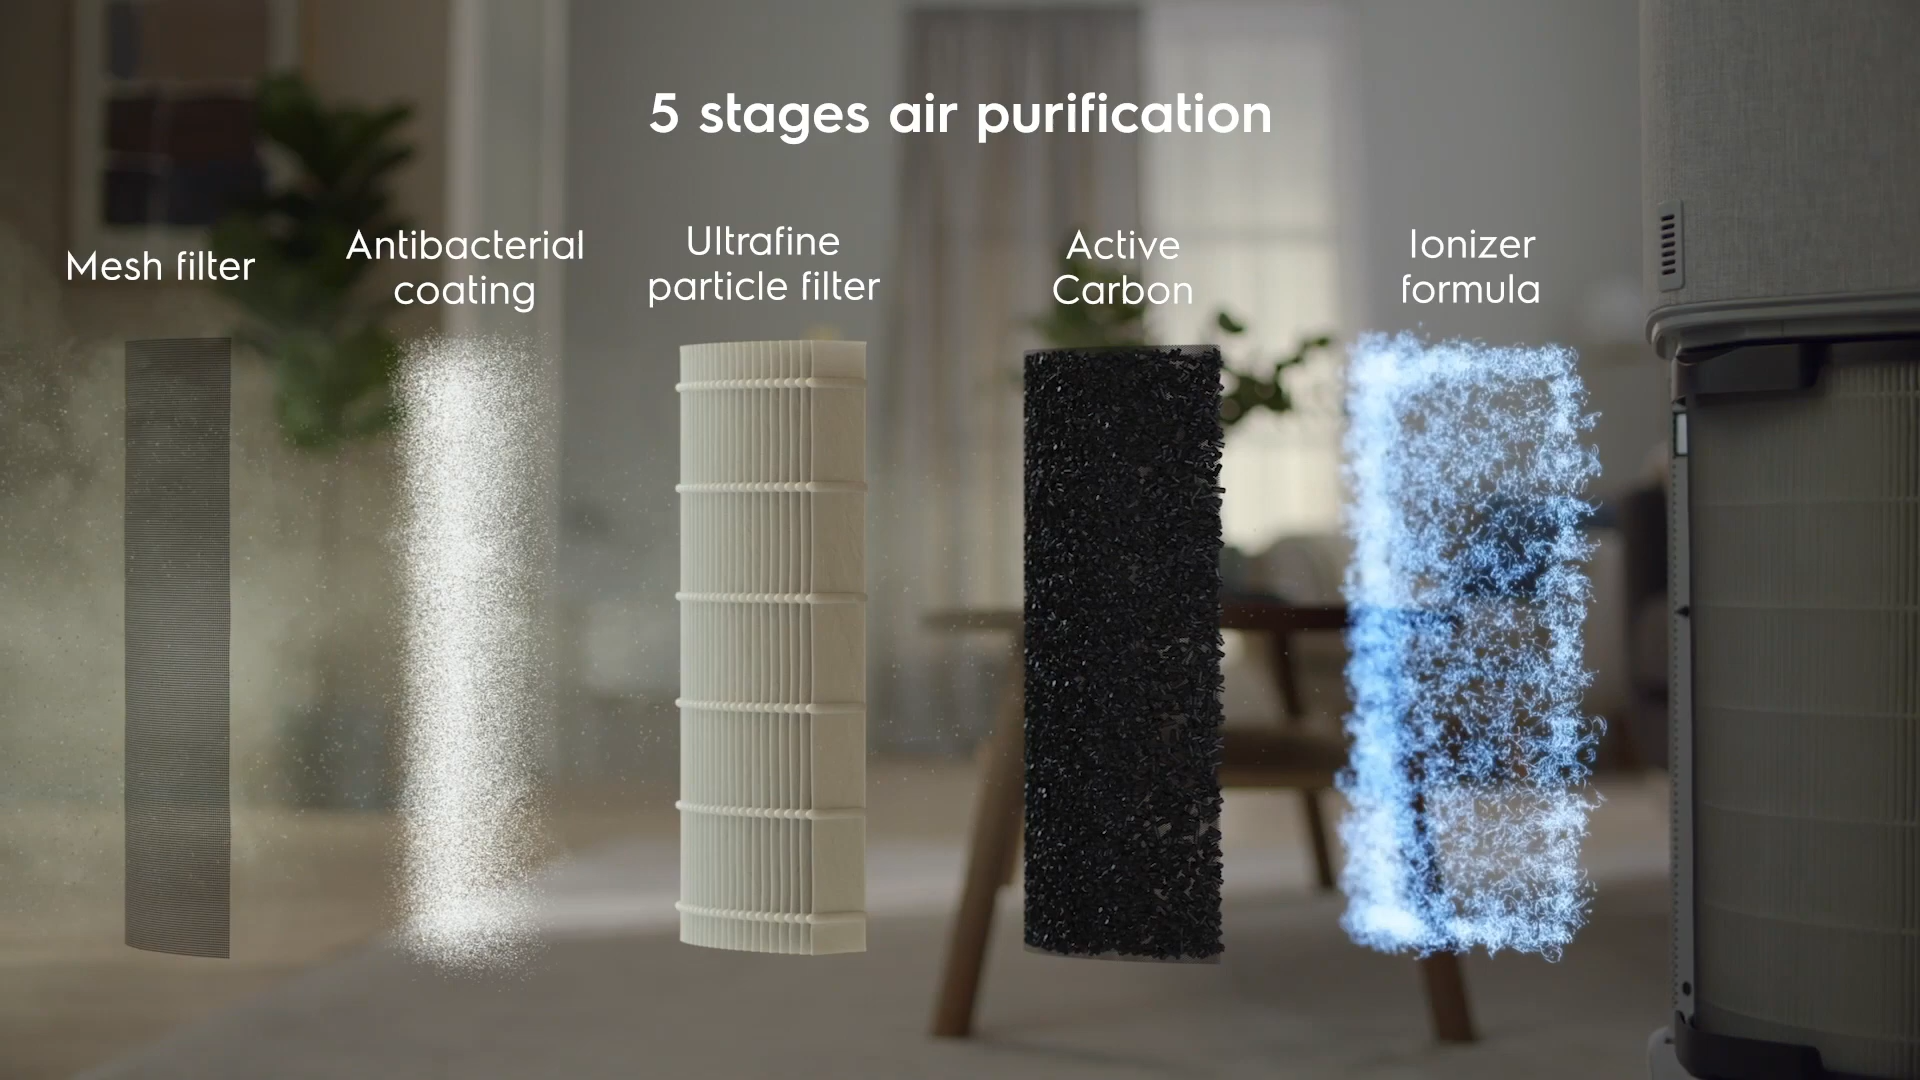 5 stages air purification
Mesh filter
Antibacterial
coating
Ultrafine
particle filter
Active
Carbon
Ionizer
formula